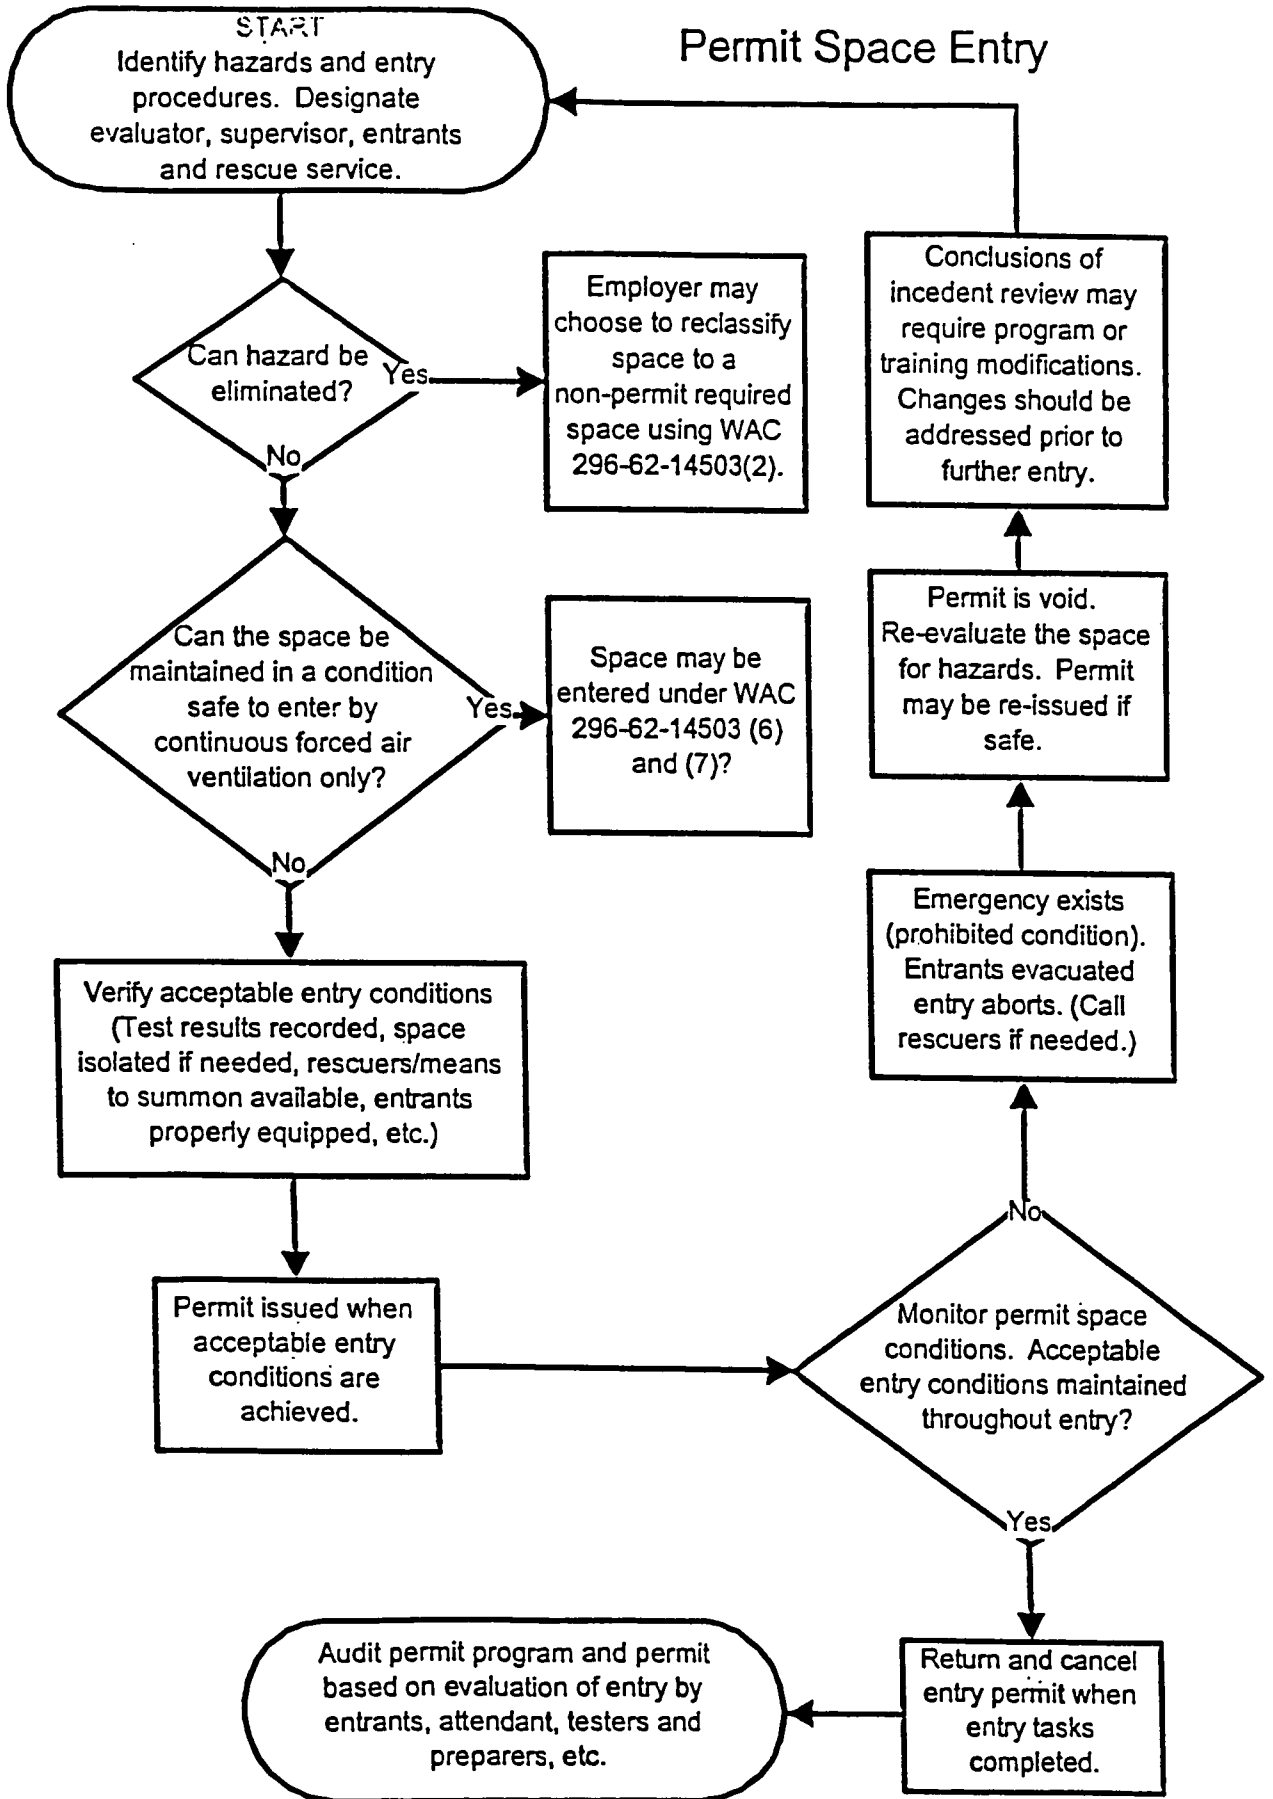 Permit Space Entry
START
Identify hazards and entry
procedures. Designate
evaluator, supervisor, entrants
and rescue service.
Can hazard be
eliminated?
Yes
No
Employer may
choose to reclassify
space to a
non-permit required
space using WAC
296-62-14503(2).
Can the space be
maintained in a condition
safe to enter by
continuous forced air
ventilation only?
Yes
No
Space may be
entered under WAC
296-62-14503 (6)
and (7)?
Verify acceptable entry conditions
(Test results recorded, space
isolated if needed, rescuers/means
to summon available, entrants
properly equipped, etc.)
Permit issued when
acceptable entry
conditions are
achieved.
Monitor permit space
conditions. Acceptable
entry conditions maintained
throughout entry?
No
Yes
Emergency exists
(prohibited condition).
Entrants evacuated
entry aborts. (Call
rescuers if needed.)
Permit is void.
Re-evaluate the space
for hazards. Permit
may be re-issued if
safe.
Conclusions of
incedent review may
require program or
training modifications.
Changes should be
addressed prior to
further entry.
Return and cancel
entry permit when
entry tasks
completed.
Audit permit program and permit
based on evaluation of entry by
entrants, attendant, testers and
preparers, etc.